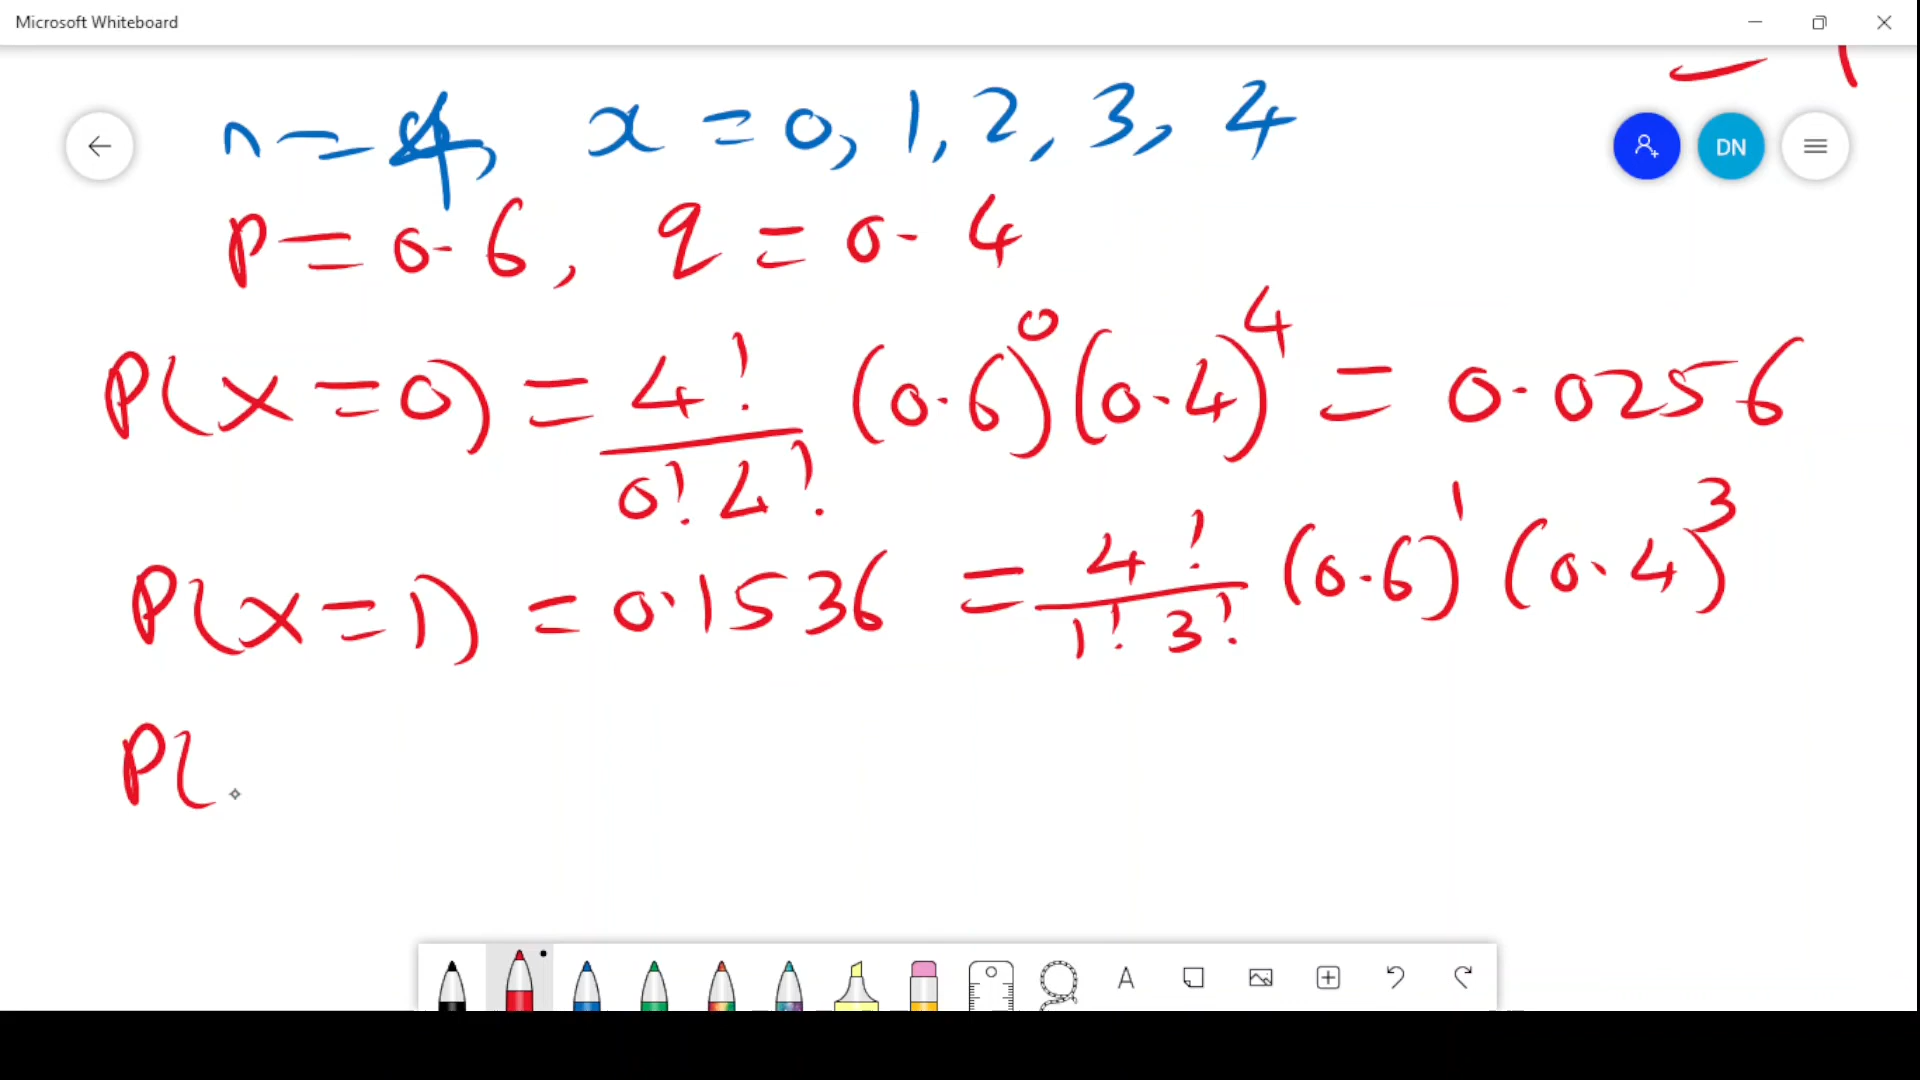 Microsoft Whiteboard
n = 4, x = 0, 1, 2, 3, 4
DN
P = 0.6, q = 0.4
P(X=0) = 4!/0!4! (0.6)^0 (0.4)^4 = 0.0256
P(X=1) = 0.1536 = 4!/1!3! (0.6)^1 (0.4)^3
P(